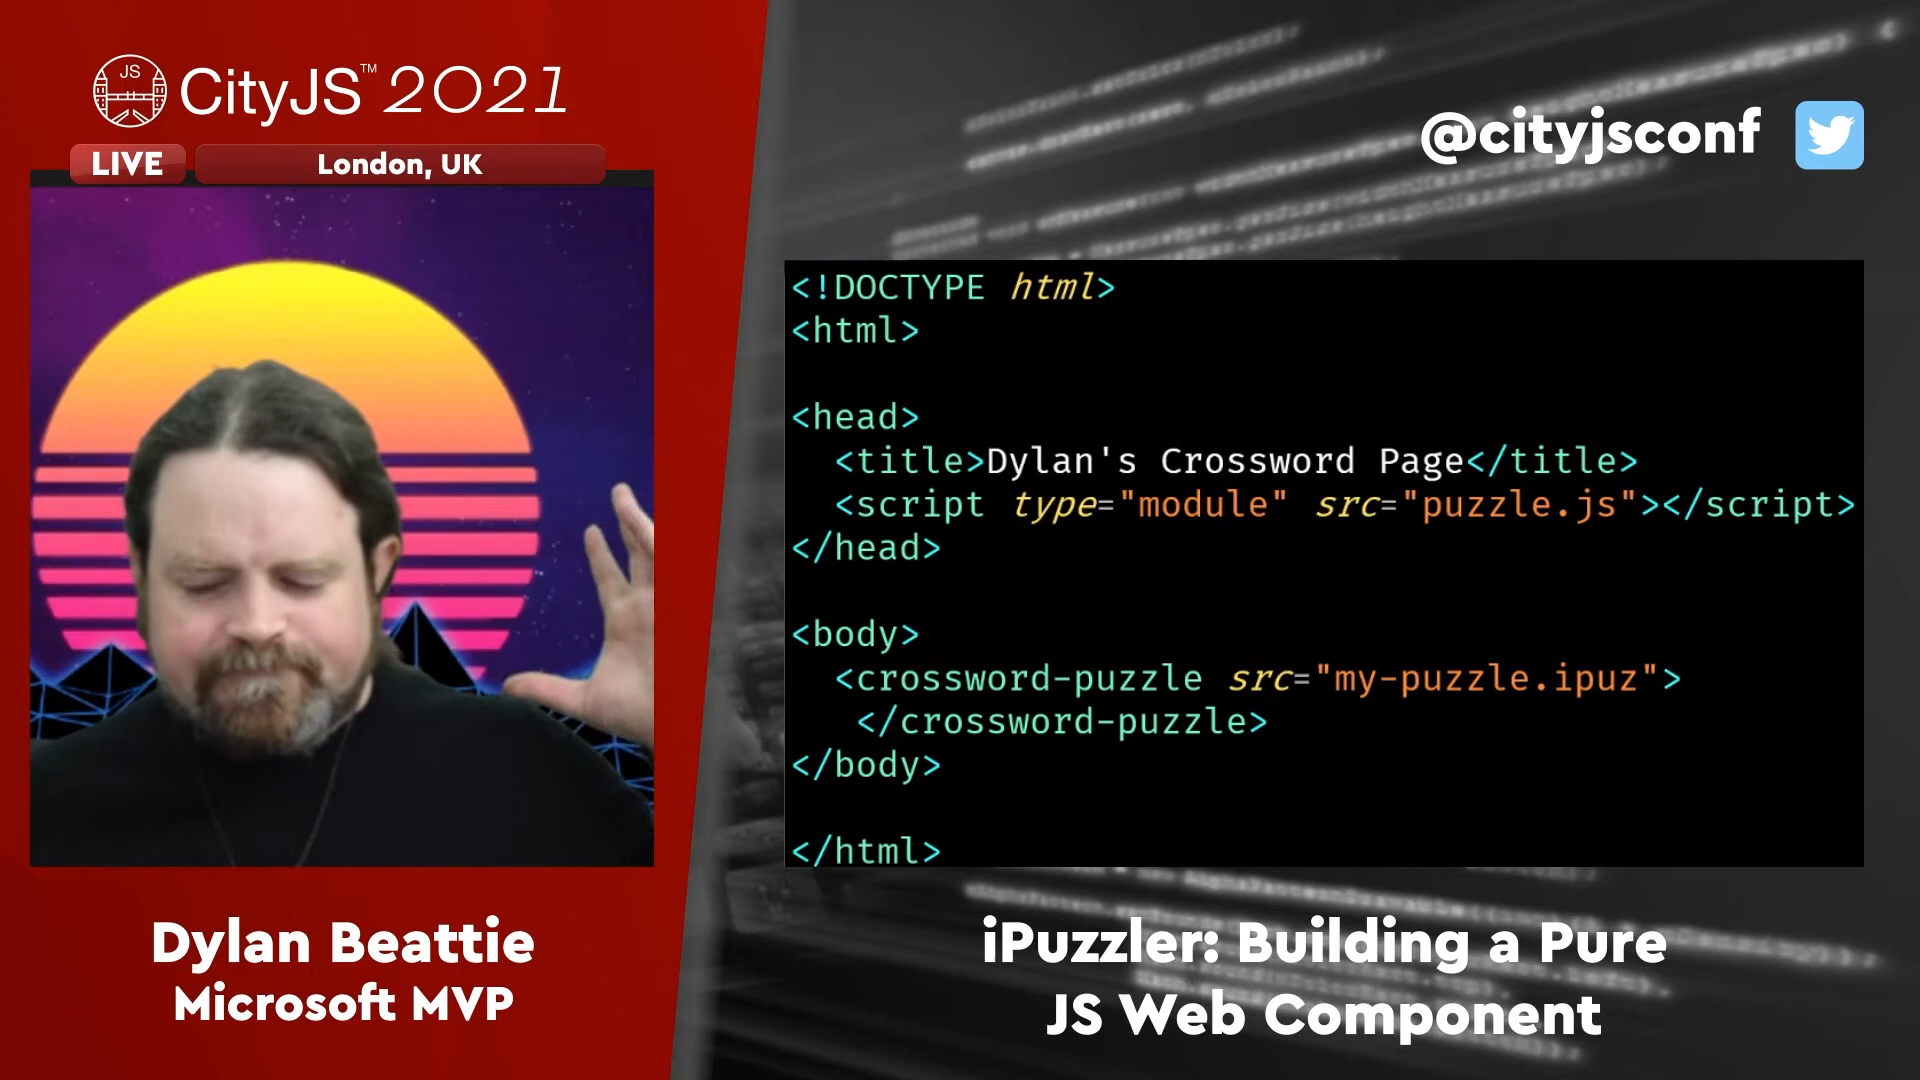 JS
CityJS™ 2021
LIVE
London, UK
@cityjsconf
<!DOCTYPE html>
<html>
<head>
<title>Dylan's Crossword Page</title>
<script type="module" src="puzzle.js"></script>
</head>
<body>
<crossword-puzzle src="my-puzzle.ipuz">
</crossword-puzzle>
</body>
</html>
Dylan Beattie
Microsoft MVP
iPuzzler: Building a Pure
JS Web Component